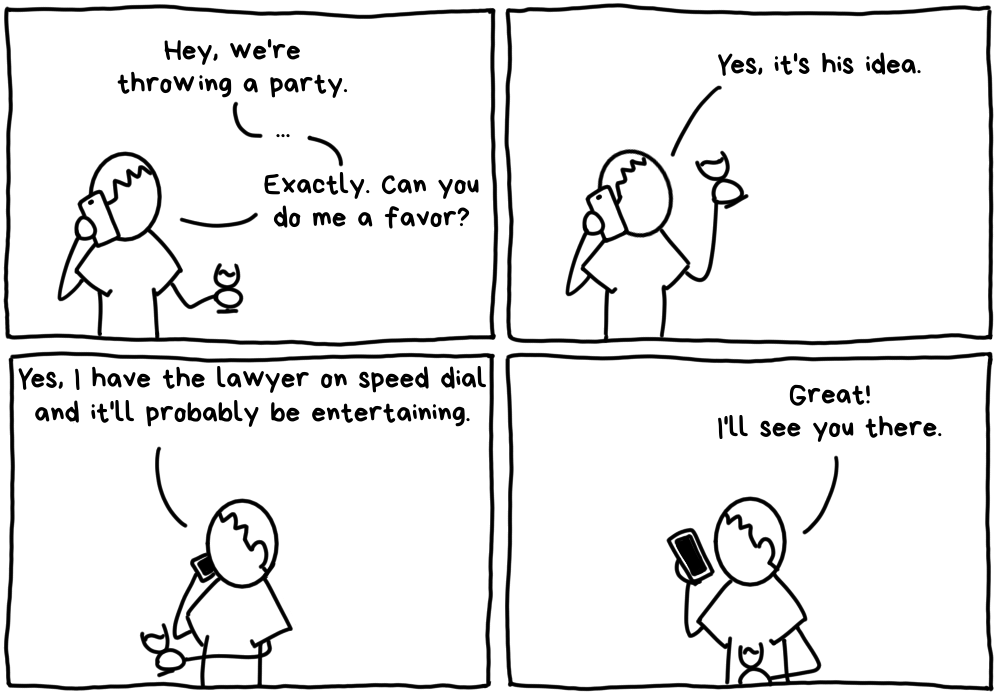 Hey, we're
throwing a party.
...
Exactly. Can you
do me a favor?
Yes, it's his idea.
Yes, I have the lawyer on speed dial
and it'll probably be entertaining.
Great!
I'll see you there.